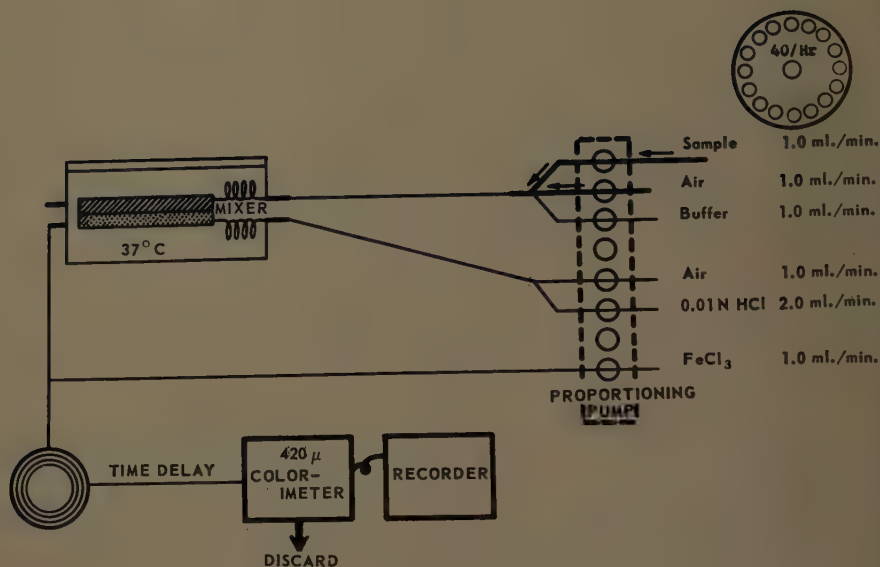 40/Hr
Sample 1.0 ml./min.
Air 1.0 ml./min.
Buffer 1.0 ml./min.
Air 1.0 ml./min.
0.01N HCl 2.0 ml./min.
FeCl₃ 1.0 ml./min.
PROPORTIONING
PUMP
MIXER
37°C
TIME DELAY
420 μ
COLOR-
IMETER
RECORDER
DISCARD